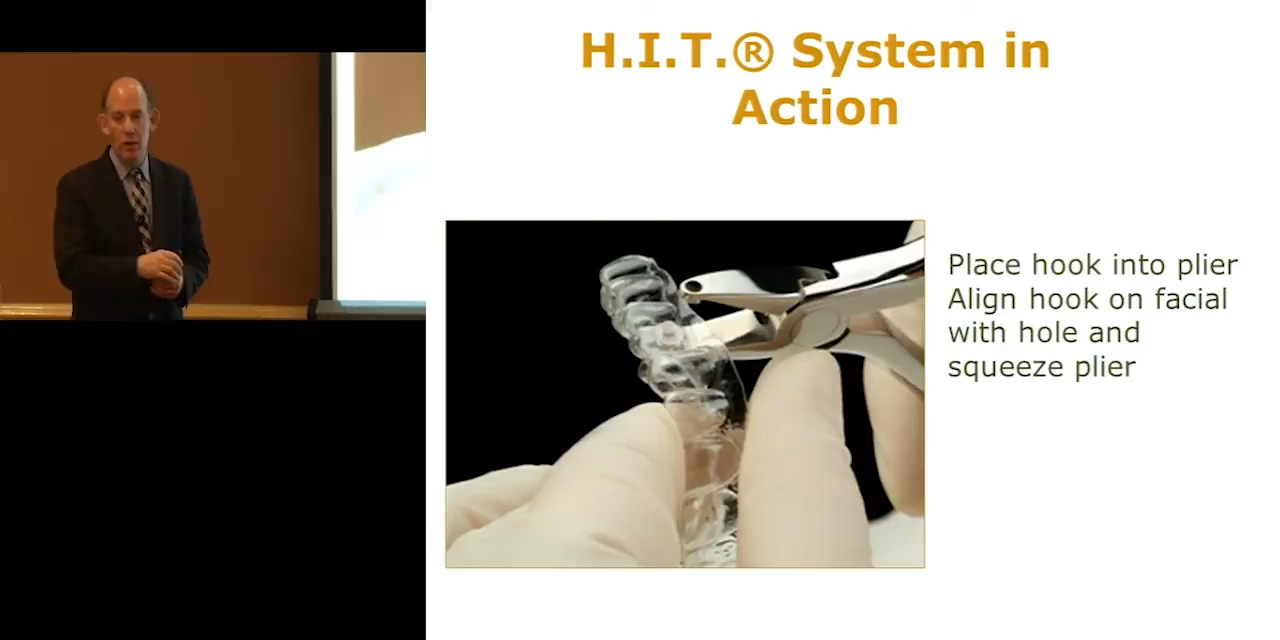 H.I.T.® System in
Action
Place hook into plier
Align hook on facial
with hole and
squeeze plier